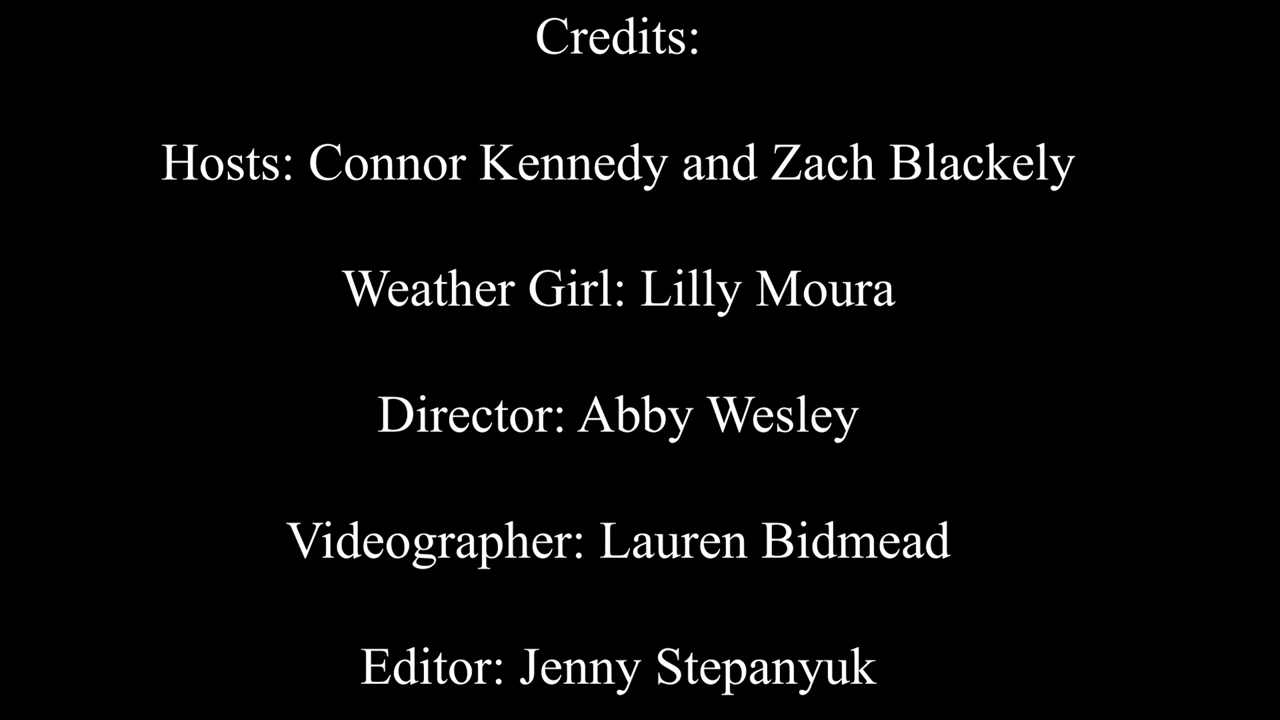 Credits:
Hosts: Connor Kennedy and Zach Blackely
Weather Girl: Lilly Moura
Director: Abby Wesley
Videographer: Lauren Bidmead
Editor: Jenny Stepanyuk